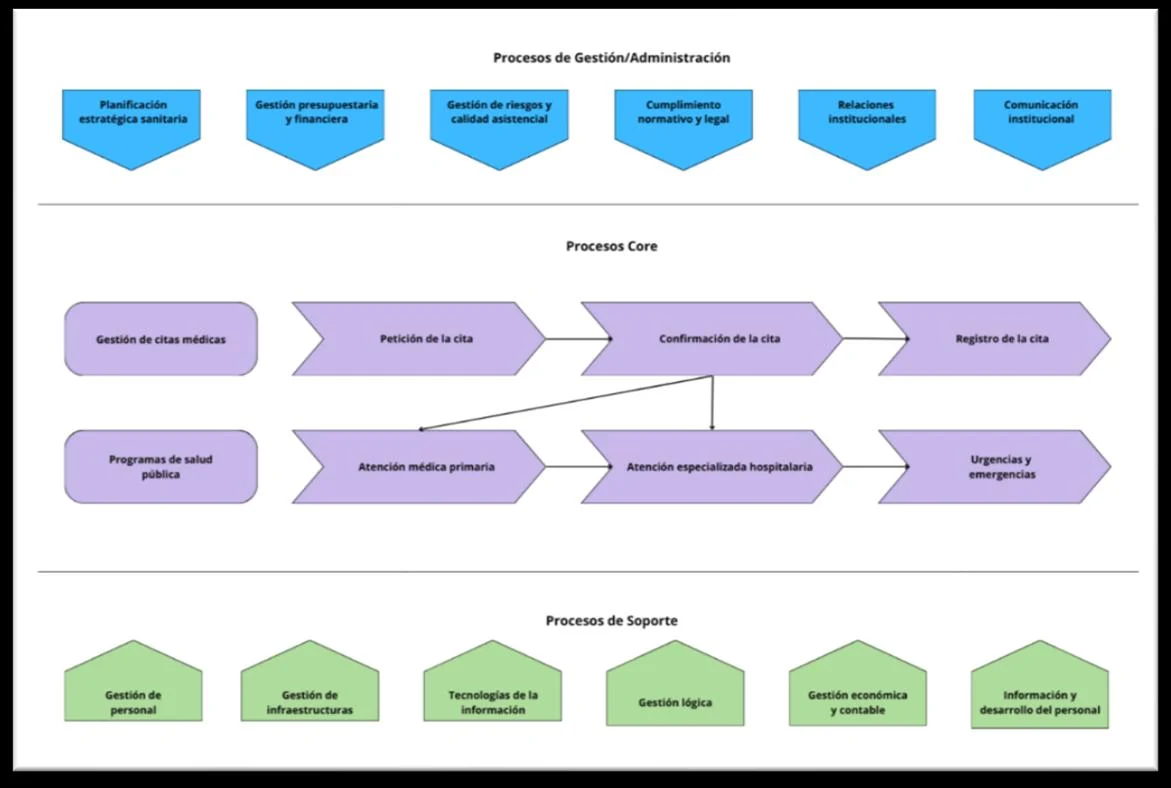 Procesos de Gestión/Administración
Planificación
estratégica sanitaria
Gestión presupuestaria
y financiera
Gestión de riesgos y
calidad asistencial
Cumplimiento
normativo y legal
Relaciones
institucionales
Comunicación
institucional
Procesos Core
Gestión de citas médicas
Petición de la cita
Confirmación de la cita
Registro de la cita
Programas de salud
pública
Atención médica primaria
Atención especializada hospitalaria
Urgencias y
emergencias
Procesos de Soporte
Gestión de
personal
Gestión de
infraestructuras
Tecnologías de la
información
Gestión lógica
Gestión económica
y contable
Información y
desarrollo del personal